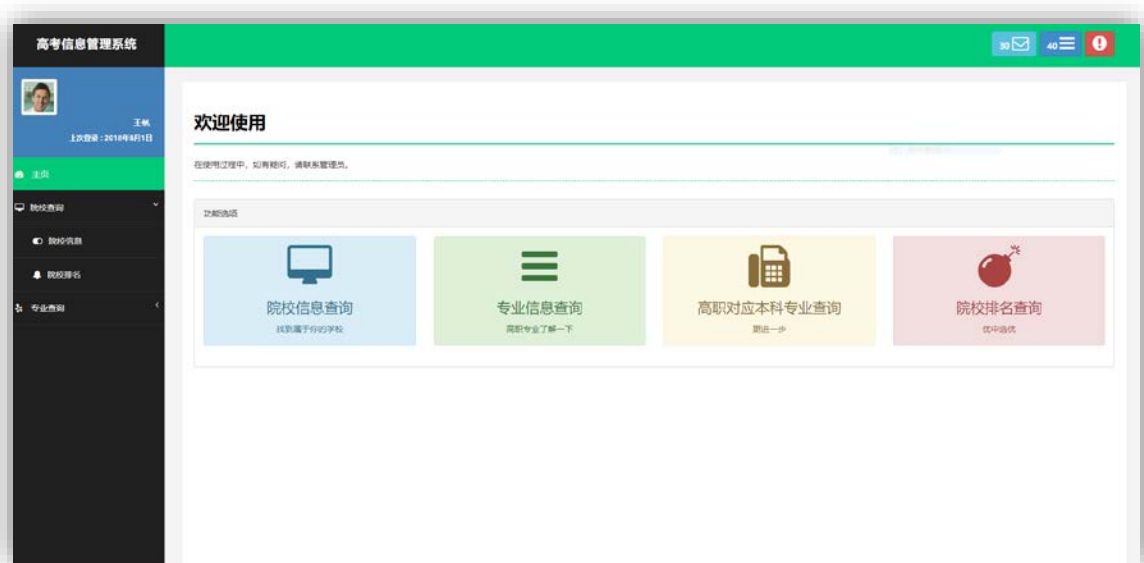 高考信息管理系统
30
40
王帆
上次登录 : 2018年6月1日
主页
院校查询
院校信息
院校排名
专业查询
欢迎使用
在使用过程中，如有疑问，请联系管理员。
功能选项
院校信息查询
找到属于你的学校
专业信息查询
高职专业了解一下
高职对应本科专业查询
更进一步
院校排名查询
优中选优